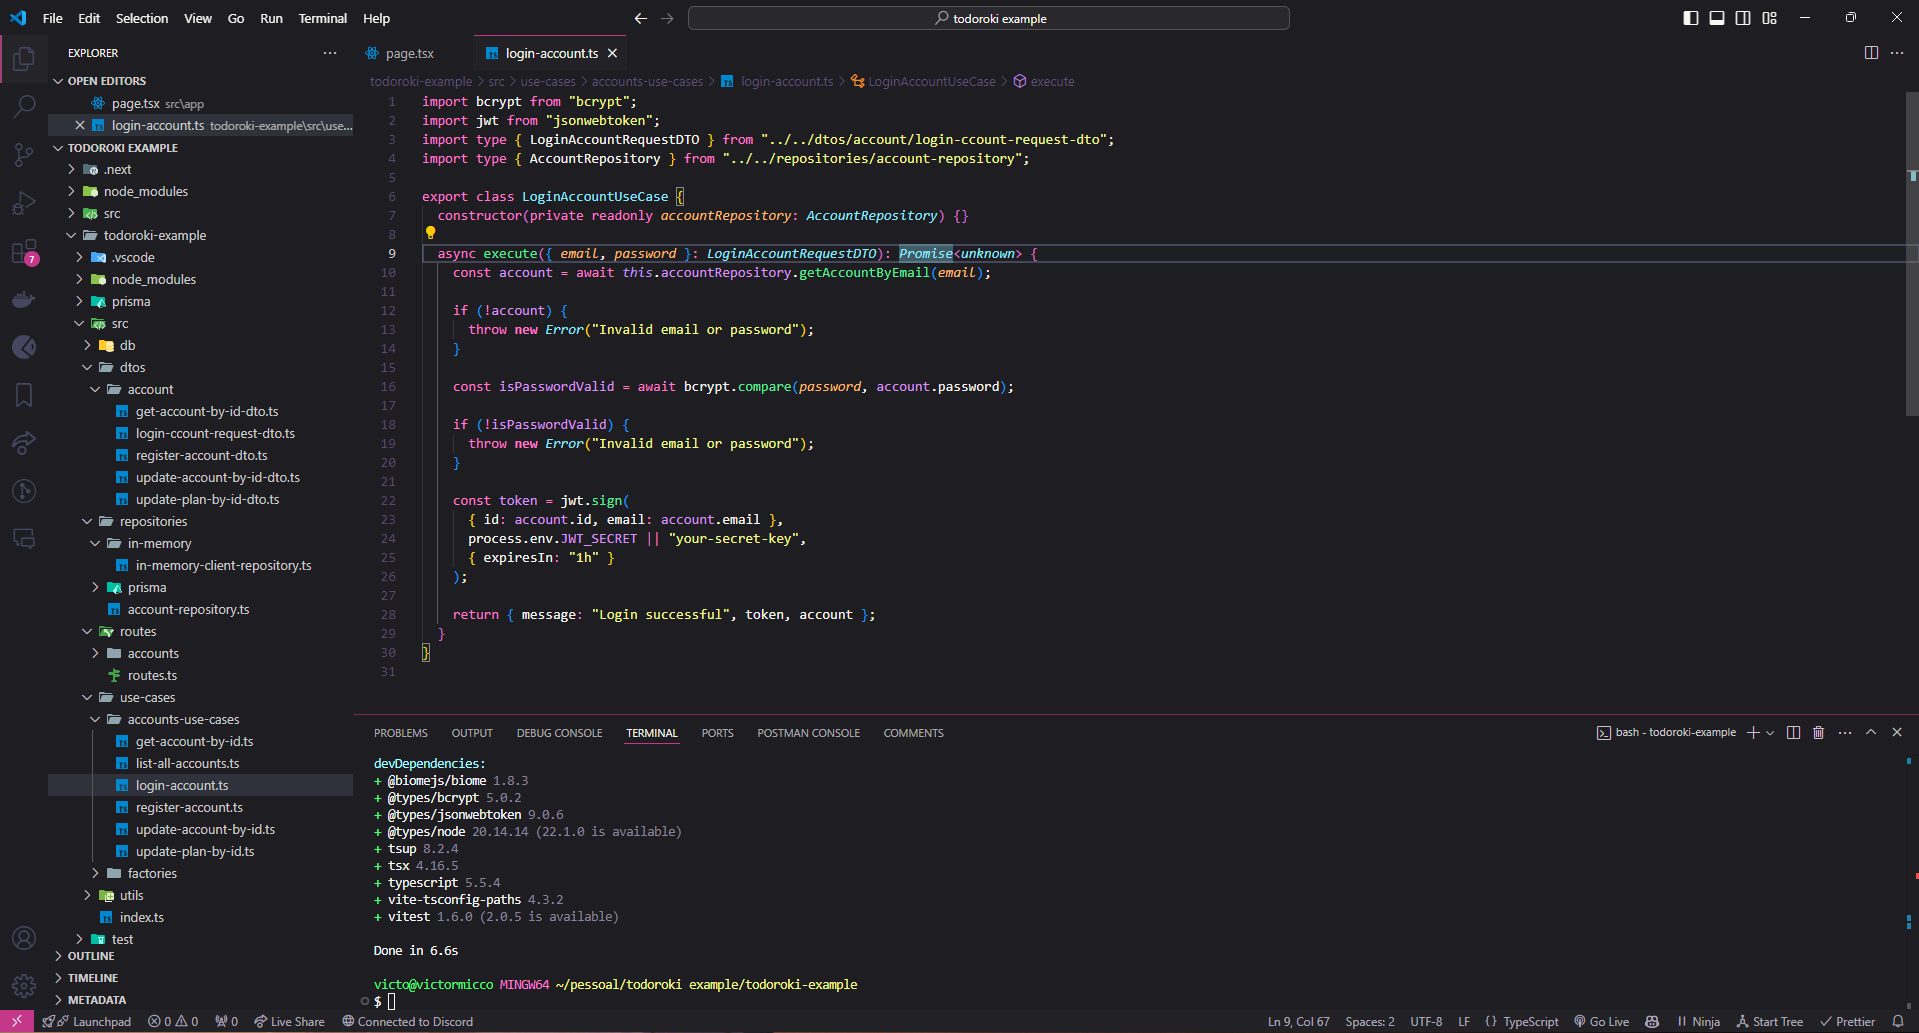 File Edit Selection View Go Run Terminal Help
todoroki example
EXPLORER
OPEN EDITORS
page.tsx src\app
login-account.ts todoroki-example\src\use...
TODOROKI EXAMPLE
.next
node_modules
src
todoroki-example
.vscode
node_modules
prisma
src
db
dtos
account
get-account-by-id-dto.ts
login-ccount-request-dto.ts
register-account-dto.ts
update-account-by-id-dto.ts
update-plan-by-id-dto.ts
repositories
in-memory
in-memory-client-repository.ts
prisma
account-repository.ts
routes
accounts
routes.ts
use-cases
accounts-use-cases
get-account-by-id.ts
list-all-accounts.ts
login-account.ts
register-account.ts
update-account-by-id.ts
update-plan-by-id.ts
factories
utils
index.ts
test
OUTLINE
TIMELINE
METADATA
7
page.tsx login-account.ts
todoroki-example > src > use-cases > accounts-use-cases > login-account.ts > LoginAccountUseCase > execute
1 import bcrypt from "bcrypt";
2 import jwt from "jsonwebtoken";
3 import type { LoginAccountRequestDTO } from "../../dtos/account/login-ccount-request-dto";
4 import type { AccountRepository } from "../../repositories/account-repository";
5
6 export class LoginAccountUseCase {
7 constructor(private readonly accountRepository: AccountRepository) {}
8
9 async execute({ email, password }: LoginAccountRequestDTO): Promise<unknown> {
10 const account = await this.accountRepository.getAccountByEmail(email);
11
12 if (!account) {
13 throw new Error("Invalid email or password");
14 }
15
16 const isPasswordValid = await bcrypt.compare(password, account.password);
17
18 if (!isPasswordValid) {
19 throw new Error("Invalid email or password");
20 }
21
22 const token = jwt.sign(
23 { id: account.id, email: account.email },
24 process.env.JWT_SECRET || "your-secret-key",
25 { expiresIn: "1h" }
26 );
27
28 return { message: "Login successful", token, account };
29 }
30 }
31
PROBLEMS OUTPUT DEBUG CONSOLE TERMINAL PORTS POSTMAN CONSOLE COMMENTS
bash - todoroki-example
devDependencies:
+ @biomejs/biome 1.8.3
+ @types/bcrypt 5.0.2
+ @types/jsonwebtoken 9.0.6
+ @types/node 20.14.14 (22.1.0 is available)
+ tsup 8.2.4
+ tsx 4.16.5
+ typescript 5.5.4
+ vite-tsconfig-paths 4.3.2
+ vitest 1.6.0 (2.0.5 is available)
Done in 6.6s
victo@victormicco MINGW64 ~/pessoal/todoroki example/todoroki-example
$
Launchpad 0 0 0 Live Share Connected to Discord
Ln 9, Col 67 Spaces: 2 UTF-8 LF {} TypeScript Go Live Ninja Start Tree Prettier